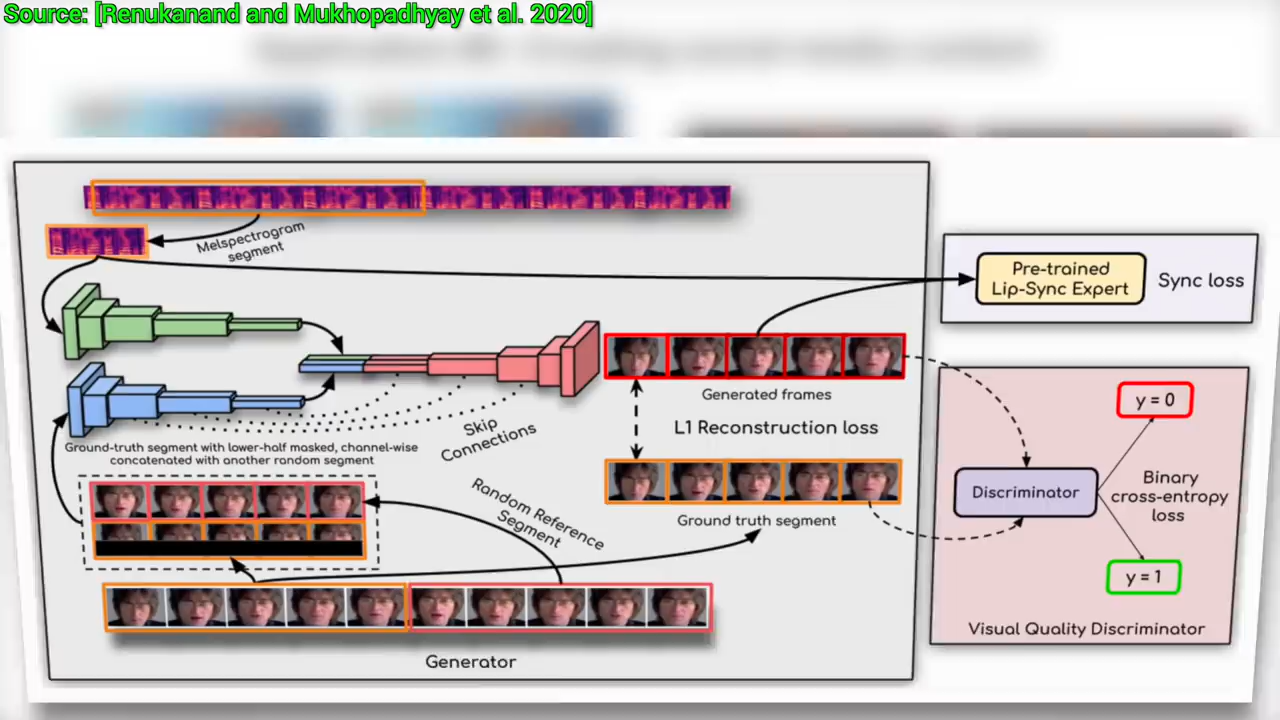 Source: [Renukanand and Mukhopadhyay et al. 2020]
Melspectrogram
segment
Pre-trained
Lip-Sync Expert
Sync loss
Generated frames
y = 0
L1 Reconstruction loss
Skip
Connections
Ground-truth segment with lower-half masked, channel-wise
concatenated with another random segment
Random Reference
Segment
Ground truth segment
Discriminator
Binary
cross-entropy
loss
y = 1
Visual Quality Discriminator
Generator